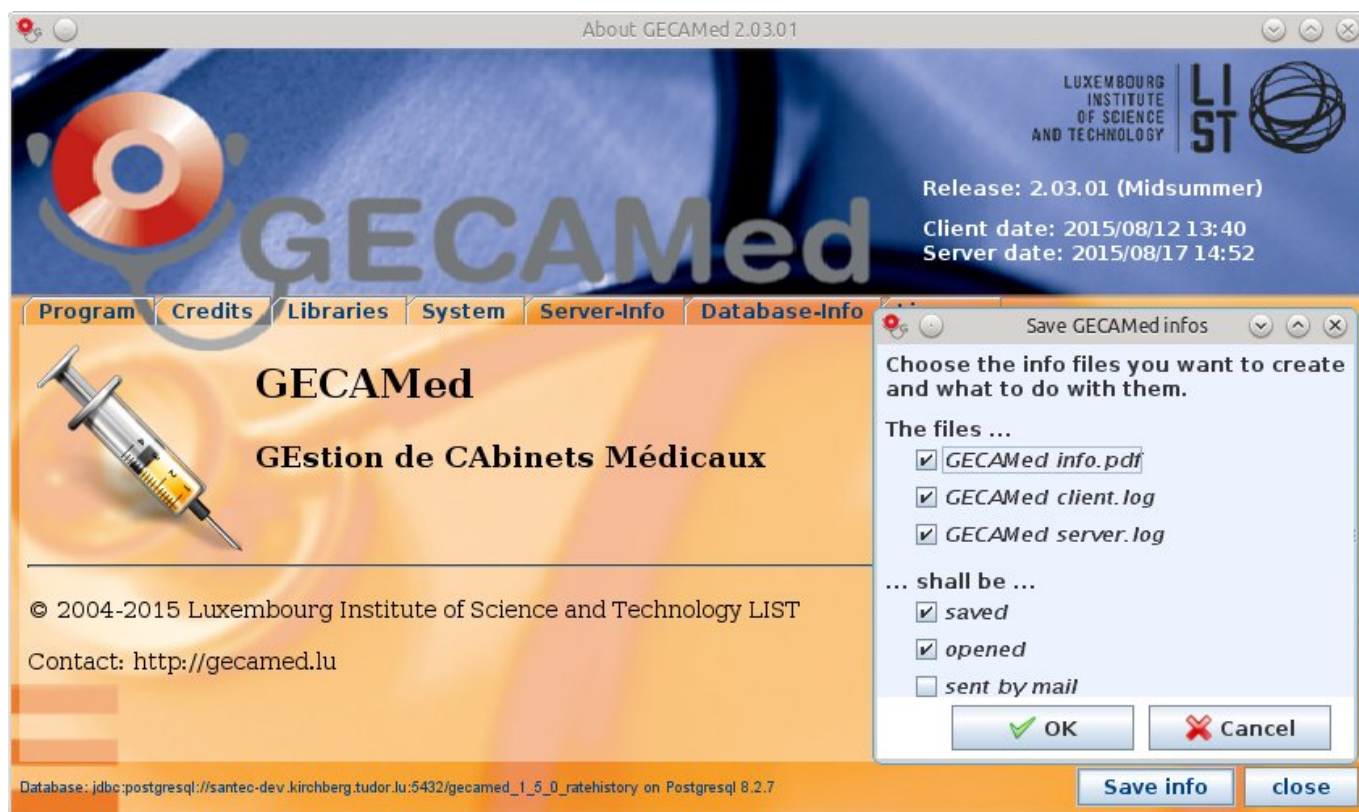 About GECAMed 2.03.01
LUXEMBOURG
INSTITUTE
OF SCIENCE
AND TECHNOLOGY
LI
ST
GECAMed
Release: 2.03.01 (Midsummer)
Client date: 2015/08/12 13:40
Server date: 2015/08/17 14:52
Program Credits Libraries System Server-Info Database-Info
GECAMed
GEstion de CAbinets Médicaux
© 2004-2015 Luxembourg Institute of Science and Technology LIST
Contact: http://gecamed.lu
Save GECAMed infos
Choose the info files you want to create
and what to do with them.
The files ...
GECAMed info.pdf
GECAMed client.log
GECAMed server.log
... shall be ...
saved
opened
sent by mail
OK Cancel
Database: jdbc:postgresql://santec-dev.kirchberg.tudor.lu:5432/gecamed_1_5_0_ratehistory on Postgresql 8.2.7
Save info close